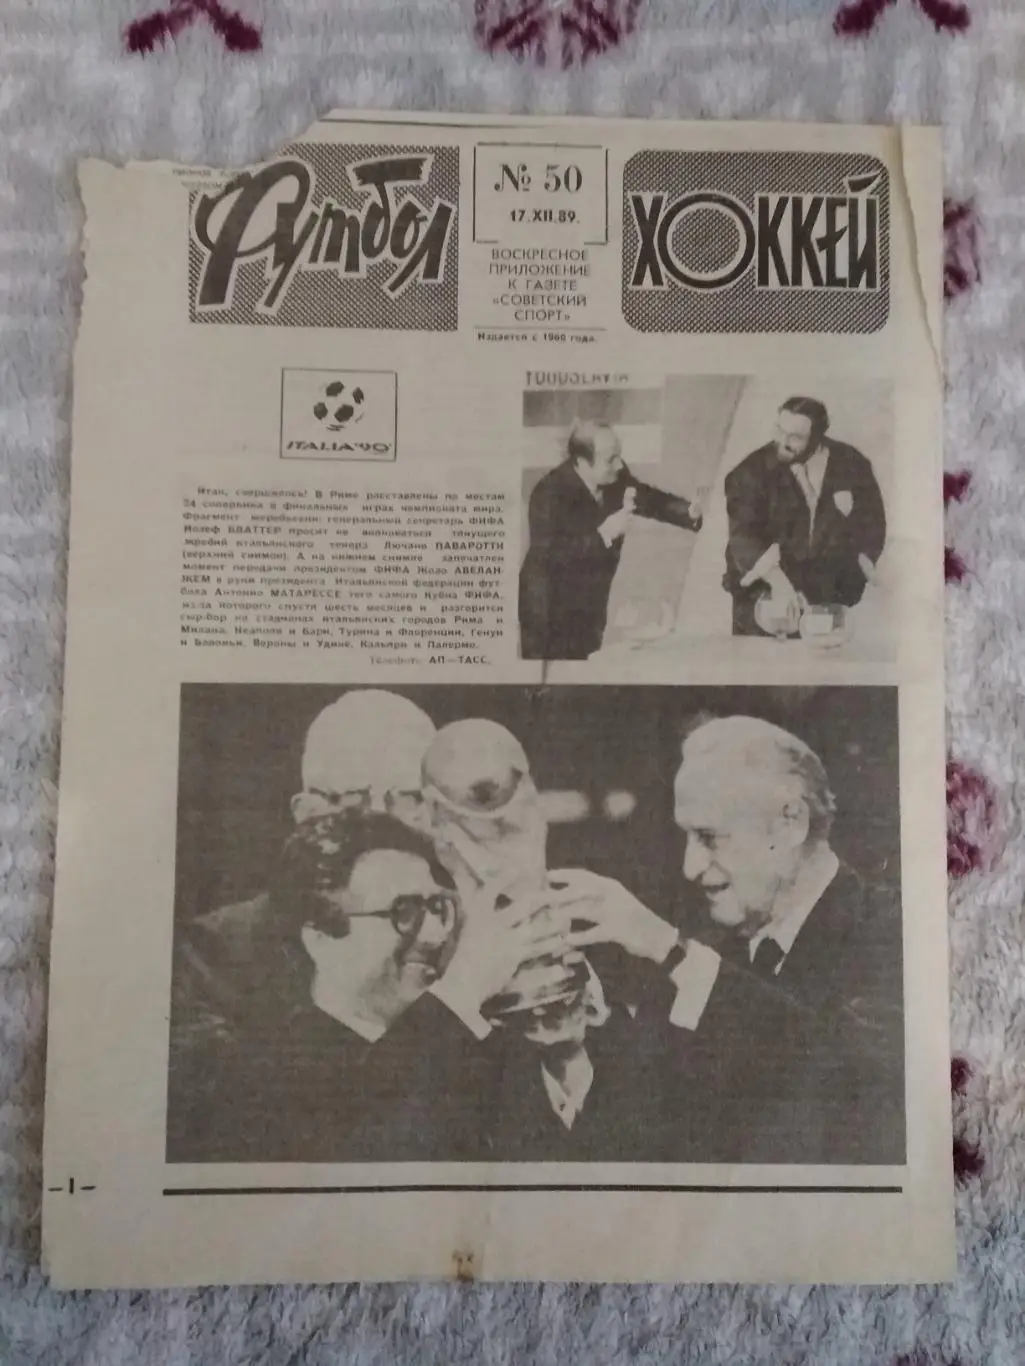 Футбол
№ 50
17.XII.89.
ВОСКРЕСНОЕ
ПРИЛОЖЕНИЕ
К ГАЗЕТЕ
«СОВЕТСКИЙ
СПОРТ»
Издается с 1960 года.
ХОККЕЙ
ITALIA'90
Итак, свершилось! В Риме расставлены по местам
24 соперника в финальных играх чемпионата мира.
Фрагмент жеребьевки: генеральный секретарь ФИФА
Йозеф БЛАТТЕР просит не волноваться тянущего
жребий итальянского тенора Лючано ПАВАРОТТИ
(верхний снимок). А на нижнем снимке запечатлен
момент передачи президентом ФИФА Жоао АВЕЛАН-
ЖЕМ в руки президента Итальянской федерации фут-
бола Антонио МАТАРЕССЕ того самого Кубка ФИФА,
из-за которого спустя шесть месяцев и разгорится
сыр-бор на стадионах итальянских городов Рима и
Милана, Неаполя и Бари, Турина и Флоренции, Генуи
и Болоньи, Вероны и Удине, Кальяри и Палермо.
Телефото АП—ТАСС.
–1–